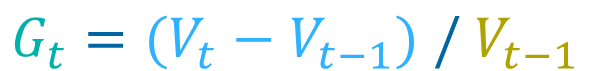 G_t = (V_t − V_{t−1}) / V_{t−1}